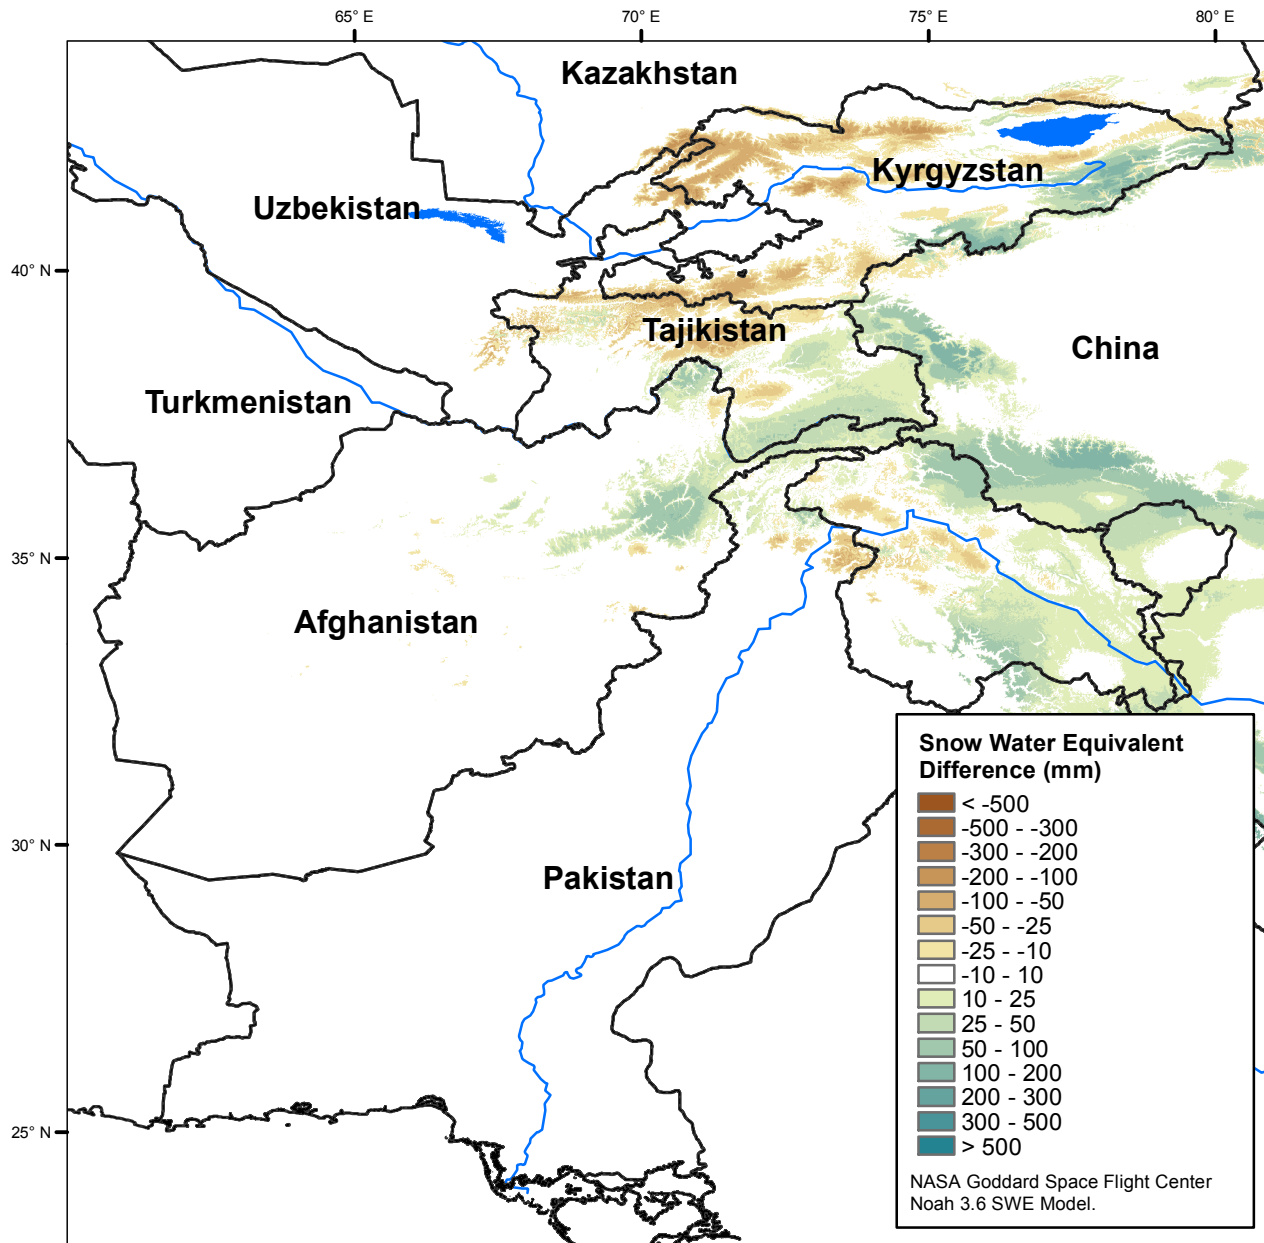 65° E
70° E
75° E
80° E
Kazakhstan
Kyrgyzstan
Uzbekistan
40° N
Tajikistan
China
Turkmenistan
35° N
Afghanistan
Snow Water Equivalent
Difference (mm)
< -500
-500 - -300
-300 - -200
-200 - -100
-100 - -50
-50 - -25
-25 - -10
-10 - 10
10 - 25
25 - 50
50 - 100
100 - 200
200 - 300
300 - 500
> 500
30° N
Pakistan
25° N
NASA Goddard Space Flight Center
Noah 3.6 SWE Model.